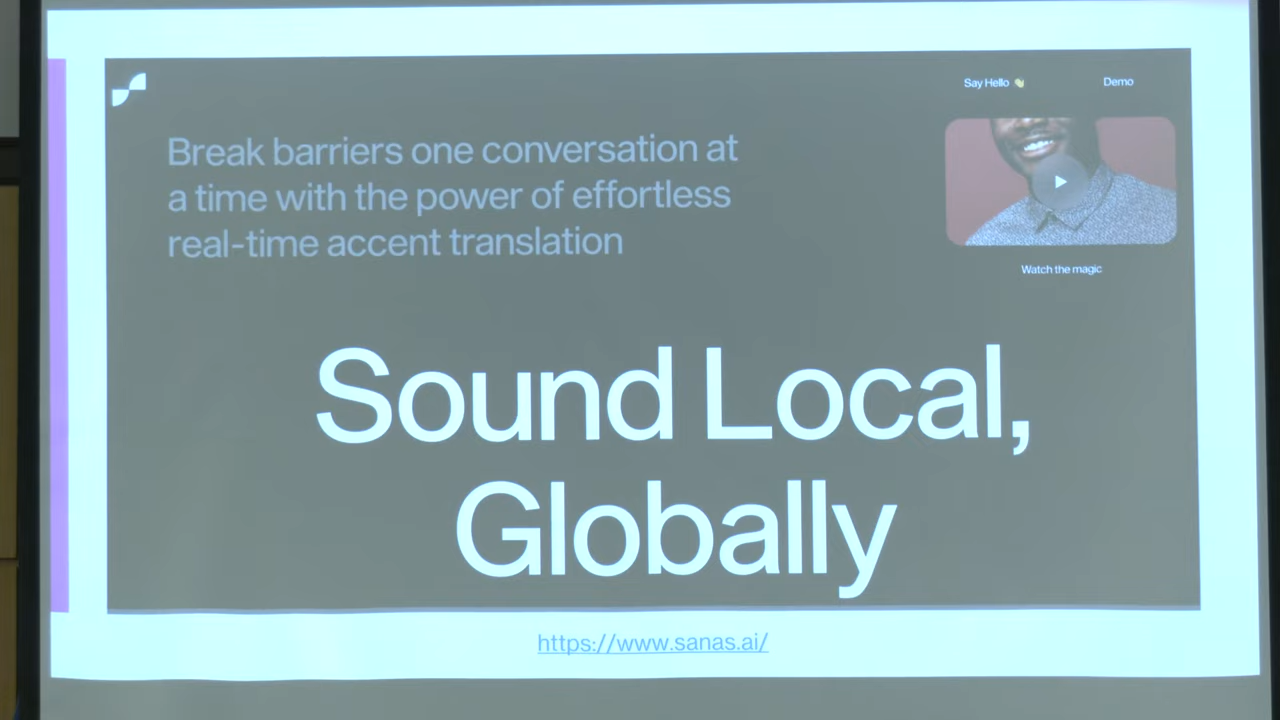 Say Hello 👋
Demo
Break barriers one conversation at
a time with the power of effortless
real-time accent translation
Watch the magic
Sound Local,
Globally
https://www.sanas.ai/